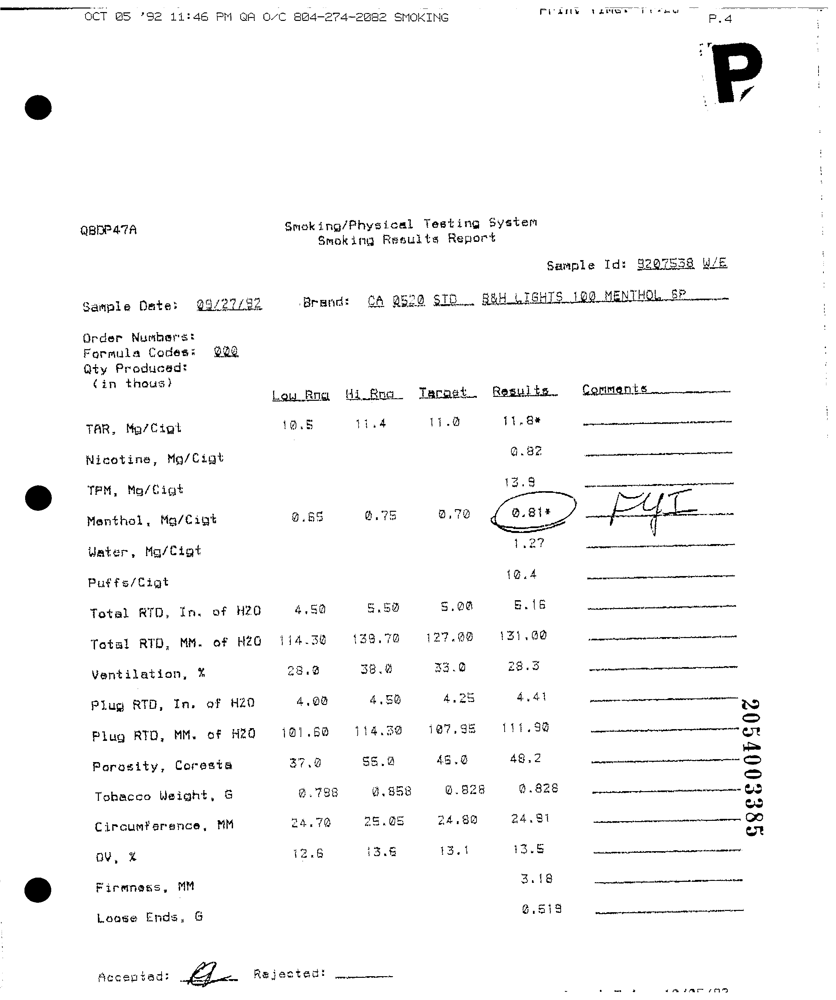 OCT 05 '92 11:46 PM QA O/C 804-274-2082 SMOKING P.4
P
QBDP47A Smoking/Physical Testing System
Smoking Results Report
Sample Id: 9207538 W/E
Sample Date: 09/27/92 Brand: CA 0520 STD B&H LIGHTS 100 MENTHOL SP
Order Numbers:
Formula Codes: 000
Qty Produced:
(in thous)
Low Rng Hi Rng Target Results Comments
TAR, Mg/Cigt 10.5 11.4 11.0 11.8*
Nicotine, Mg/Cigt 0.82
TPM, Mg/Cigt 13.9
Menthol, Mg/Cigt 0.65 0.75 0.70 0.81* FYI
Water, Mg/Cigt 1.27
Puffs/Cigt 10.4
Total RTD, In. of H2O 4.50 5.50 5.00 5.16
Total RTD, MM. of H2O 114.30 139.70 127.00 131.00
Ventilation, % 28.0 38.0 33.0 28.3
Plug RTD, In. of H2O 4.00 4.50 4.25 4.41
Plug RTD, MM. of H2O 101.60 114.30 107.95 111.90
Porosity, Coresta 37.0 55.0 46.0 48.2
Tobacco Weight, G 0.798 0.858 0.828 0.828
Circumference, MM 24.70 25.05 24.80 24.91
OV, % 12.6 13.6 13.1 13.5
Firmness, MM 3.18
Loose Ends, G 0.519
2054003385
Accepted: Rejected: